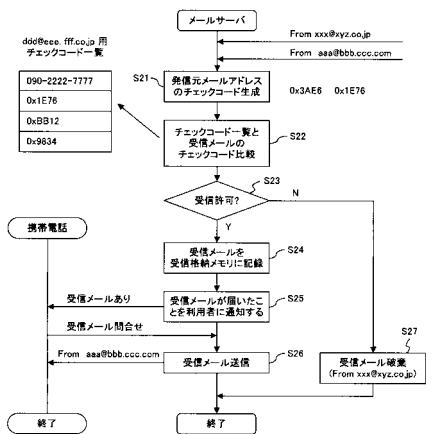 メールサーバ
From xxx@xyz.co.jp
From aaa@bbb.ccc.com
ddd@eee.fff.co.jp 用
チェックコード一覧
090-2222-7777
0x1E76
0xBB12
0x9834
S21
発信元メールアドレス
のチェックコード生成
0x3AE6 0x1E76
S22
チェックコード一覧と
受信メールの
チェックコード比較
S23
受信許可?
N
Y
携帯電話
S24
受信メールを
受信格納メモリに記録
S25
受信メールが届いたこ
とを利用者に通知する
受信メールあり
受信メール問合せ
From aaa@bbb.ccc.com
S26
受信メール送信
S27
受信メール破棄
(From xxx@xyz.co.jp)
終了
終了